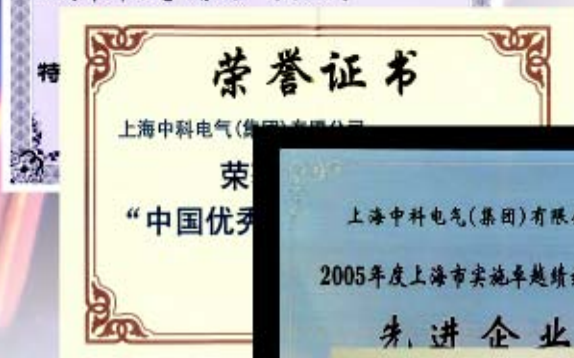 特
荣誉证书
上海中科电气(集团)有限公司
荣
“中国优秀
上海中科电气(集团)有限
2005年度上海市实施卓越绩
先进企业